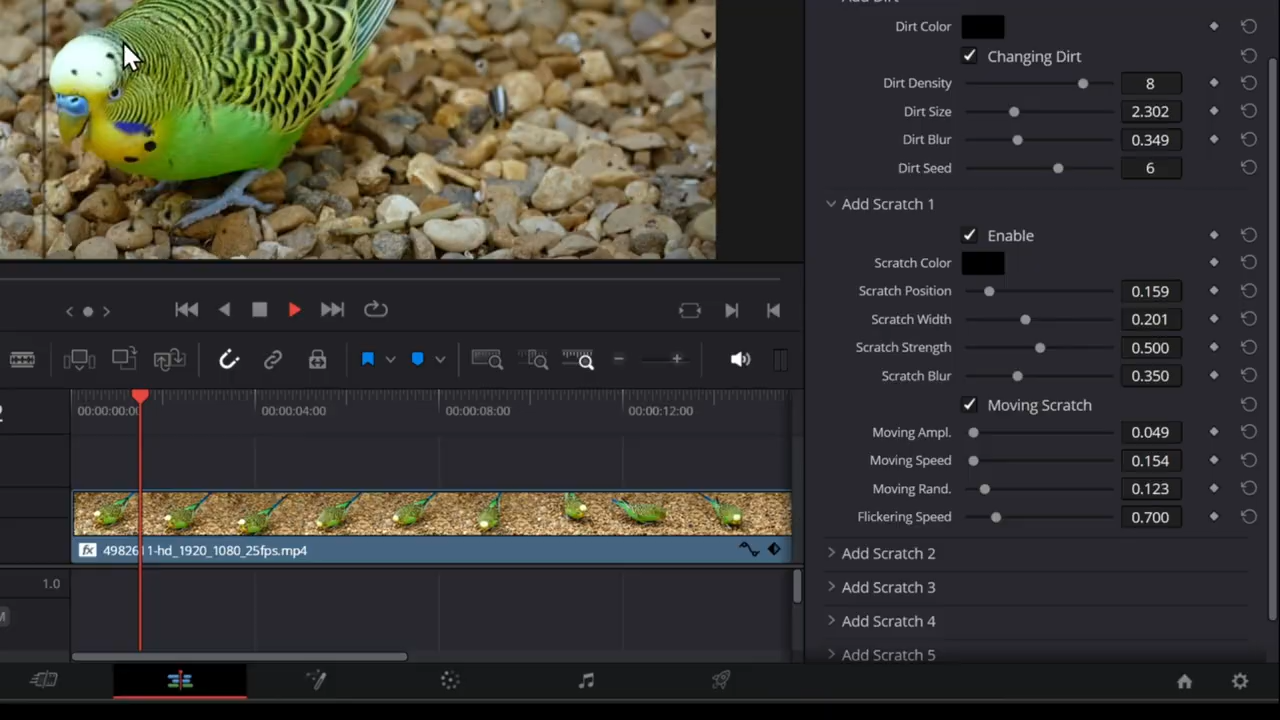 Add Dirt
Dirt Color
Changing Dirt
Dirt Density 8
Dirt Size 2.302
Dirt Blur 0.349
Dirt Seed 6
Add Scratch 1
Enable
Scratch Color
Scratch Position 0.159
Scratch Width 0.201
Scratch Strength 0.500
Scratch Blur 0.350
Moving Scratch
Moving Ampl. 0.049
Moving Speed 0.154
Moving Rand. 0.123
Flickering Speed 0.700
Add Scratch 2
Add Scratch 3
Add Scratch 4
Add Scratch 5
2
00:00:00:0
00:00:04:00
00:00:08:00
00:00:12:00
fx
1.0
M